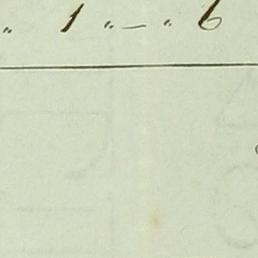 " 1 " — " 6